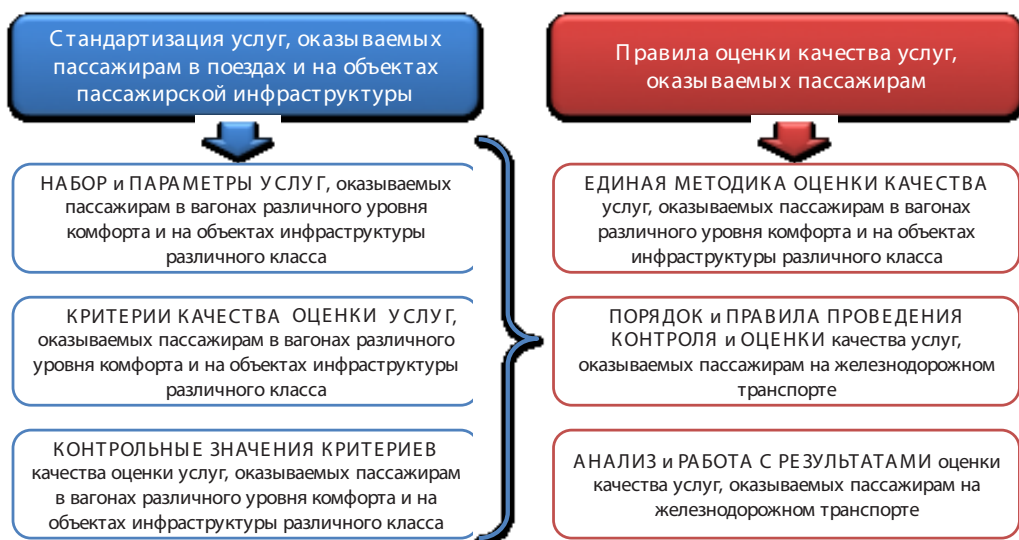 Стандартизация услуг, оказываемых
пассажирам в поездах и на объектах
пассажирской инфраструктуры
НАБОР и ПАРАМЕТРЫ УСЛУГ, оказываемых
пассажирам в вагонах различного уровня
комфорта и на объектах инфраструктуры
различного класса
КРИТЕРИИ КАЧЕСТВА ОЦЕНКИ УСЛУГ,
оказываемых пассажирам в вагонах различного
уровня комфорта и на объектах инфраструктуры
различного класса
КОНТРОЛЬНЫЕ ЗНАЧЕНИЯ КРИТЕРИЕВ
качества оценки услуг, оказываемых пассажирам
в вагонах различного уровня комфорта и на
объектах инфраструктуры различного класса
Правила оценки качества услуг,
оказываемых пассажирам
ЕДИНАЯ МЕТОДИКА ОЦЕНКИ КАЧЕСТВА
услуг, оказываемых пассажирам в вагонах
различного уровня комфорта и на объектах
инфраструктуры различного класса
ПОРЯДОК и ПРАВИЛА ПРОВЕДЕНИЯ
КОНТРОЛЯ и ОЦЕНКИ качества услуг,
оказываемых пассажирам на железнодорожном
транспорте
АНАЛИЗ и РАБОТА С РЕЗУЛЬТАТАМИ оценки
качества услуг, оказываемых пассажирам на
железнодорожном транспорте